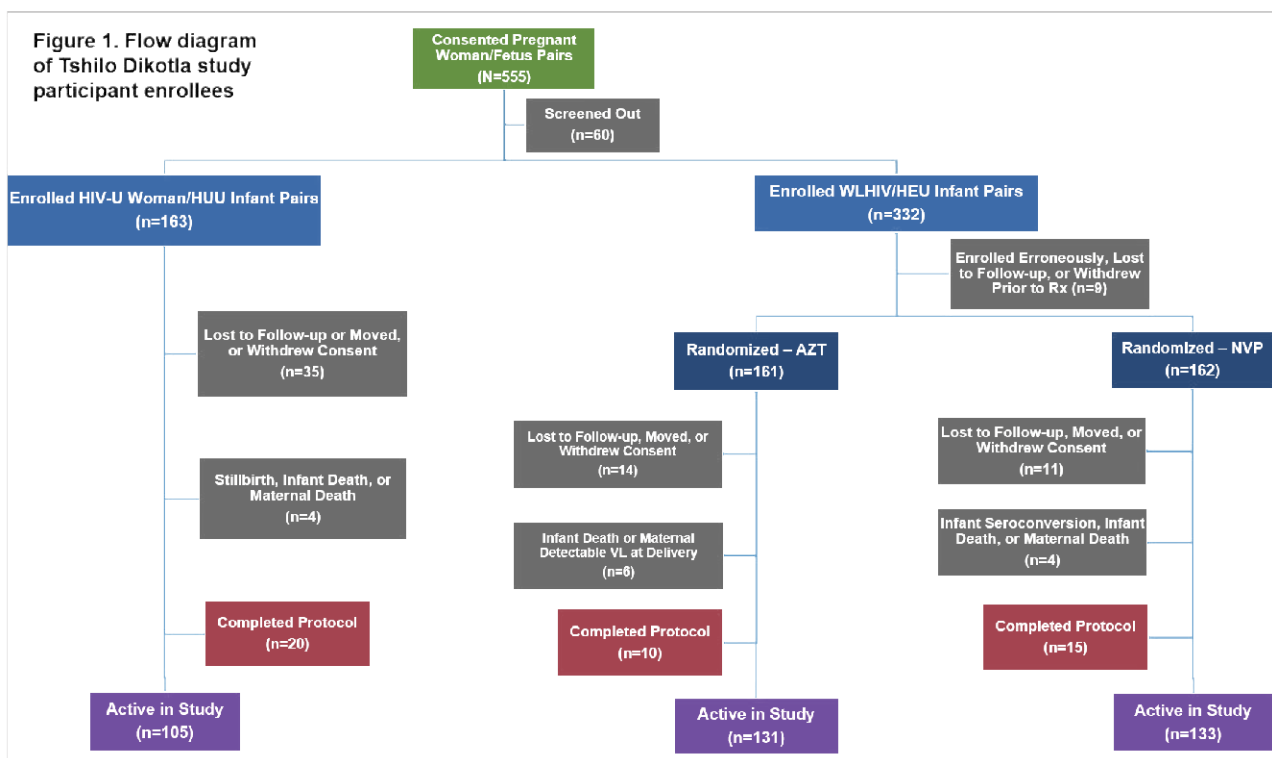 Figure 1. Flow diagram
of Tshilo Dikotla study
participant enrollees
Consented Pregnant
Woman/Fetus Pairs
(N=555)
Screened Out
(n=60)
Enrolled HIV-U Woman/HUU Infant Pairs
(n=163)
Enrolled WLHIV/HEU Infant Pairs
(n=332)
Enrolled Erroneously, Lost
to Follow-up, or Withdrew
Prior to Rx (n=9)
Lost to Follow-up or Moved,
or Withdrew Consent
(n=35)
Randomized – AZT
(n=161)
Randomized – NVP
(n=162)
Lost to Follow-up, Moved, or
Withdrew Consent
(n=14)
Lost to Follow-up, Moved, or
Withdrew Consent
(n=11)
Stillbirth, Infant Death, or
Maternal Death
(n=4)
Infant Death or Maternal
Detectable VL at Delivery
(n=6)
Infant Seroconversion, Infant
Death, or Maternal Death
(n=4)
Completed Protocol
(n=20)
Completed Protocol
(n=10)
Completed Protocol
(n=15)
Active in Study
(n=105)
Active in Study
(n=131)
Active in Study
(n=133)